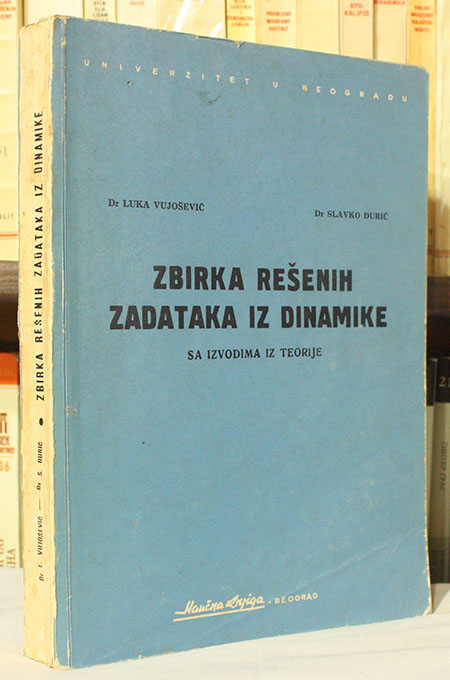 UNIVERZITET U BEOGRADU
Dr LUKA VUJOŠEVIĆ
Dr SLAVKO ĐURIĆ
ZBIRKA REŠENIH
ZADATAKA IZ DINAMIKE
SA IZVODIMA IZ TEORIJE
Naučna knjiga • BEOGRAD
Dr L. VUJOŠEVIĆ — Dr S. ĐURIĆ • ZBIRKA REŠENIH ZADATAKA IZ DINAMIKE